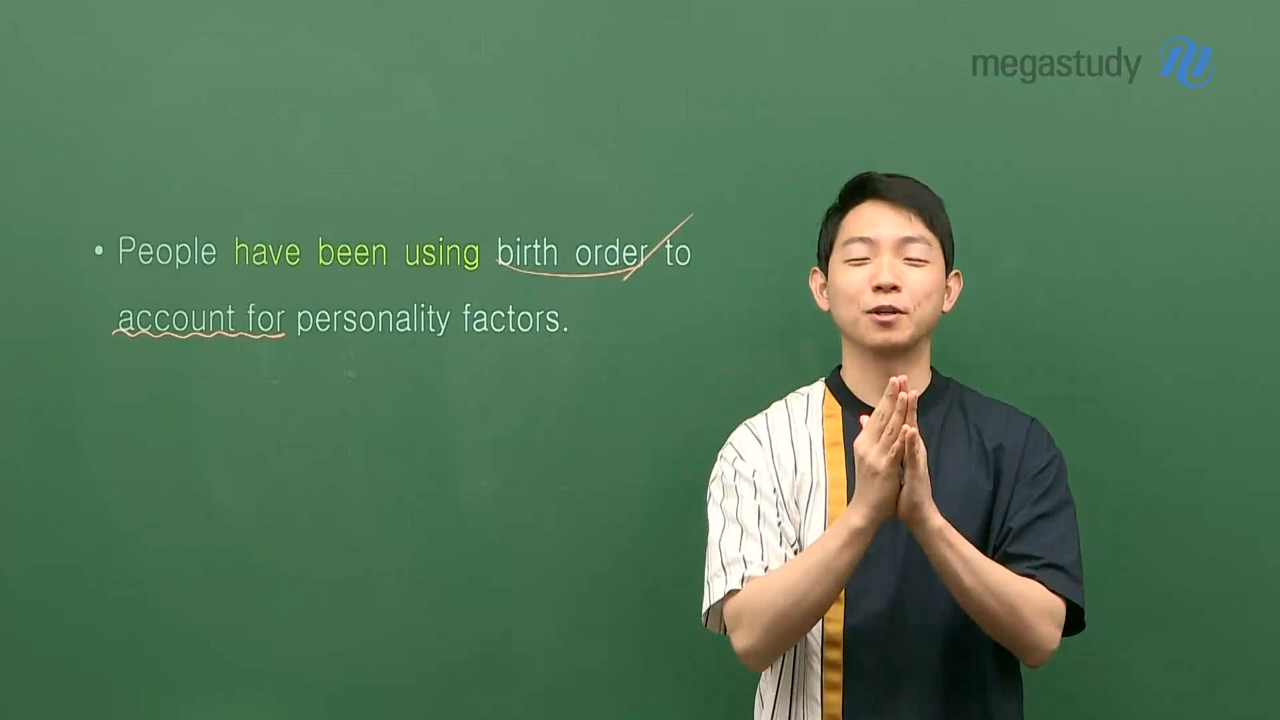 megastudy
• People have been using birth order to
account for personality factors.